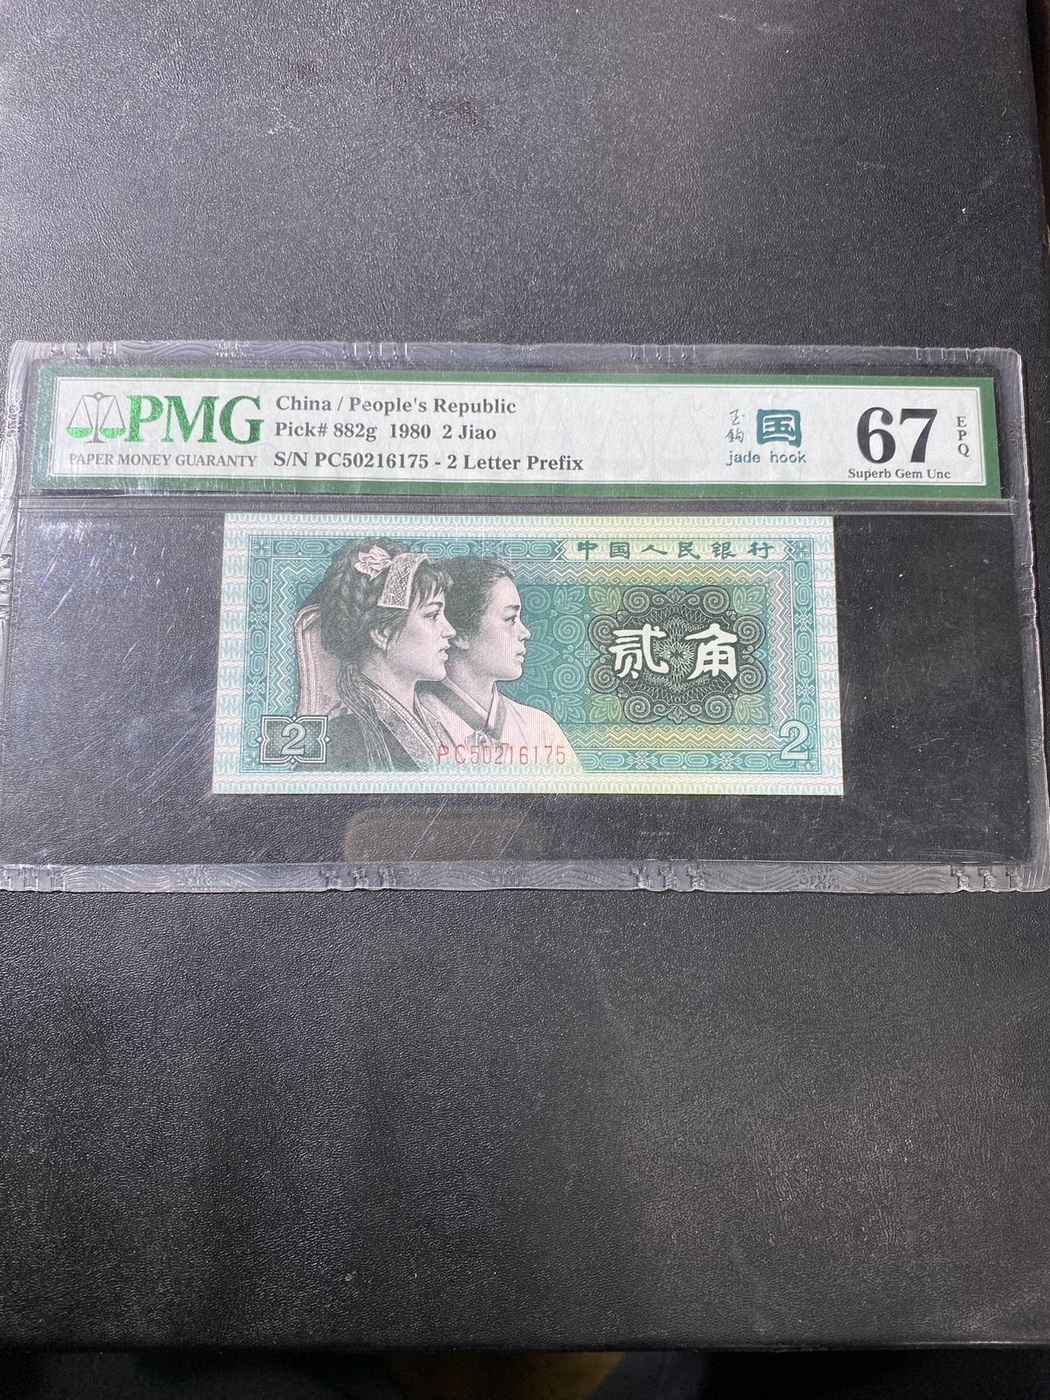 PMG
PAPER MONEY GUARANTY
China / People's Republic
Pick# 882g 1980 2 Jiao
S/N PC50216175 - 2 Letter Prefix
玉钩
国
jade hook
67
EPQ
Superb Gem Unc
中国人民银行
贰角
2
PC50216175
2